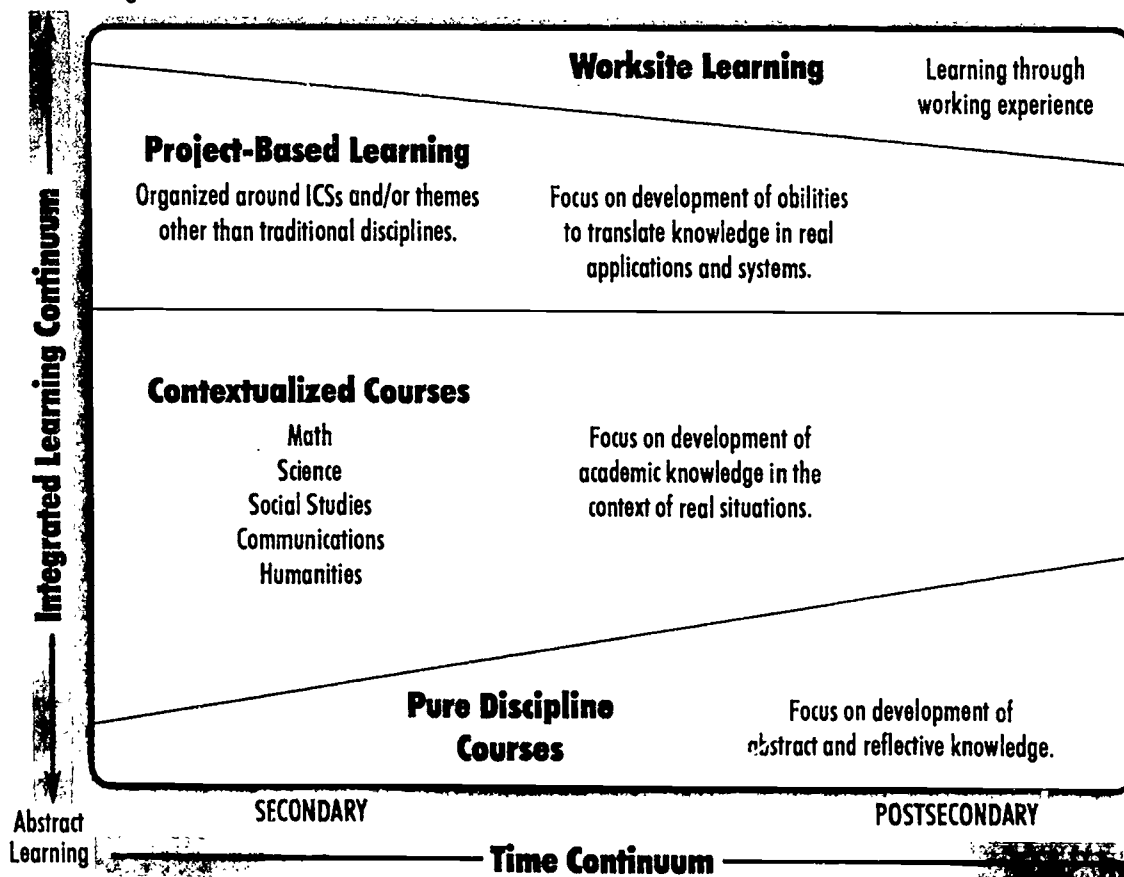 Worksite Learning
Learning through
working experience
Project-Based Learning
Organized around ICSs and/or themes
other than traditional disciplines.
Focus on development of obilities
to translate knowledge in real
applications and systems.
Integrated Learning Continuum
Contextualized Courses
Math
Science
Social Studies
Communications
Humanities
Focus on development of
academic knowledge in the
context of real situations.
Pure Discipline
Courses
Focus on development of
abstract and reflective knowledge.
Abstract
Learning
SECONDARY
POSTSECONDARY
Time Continuum